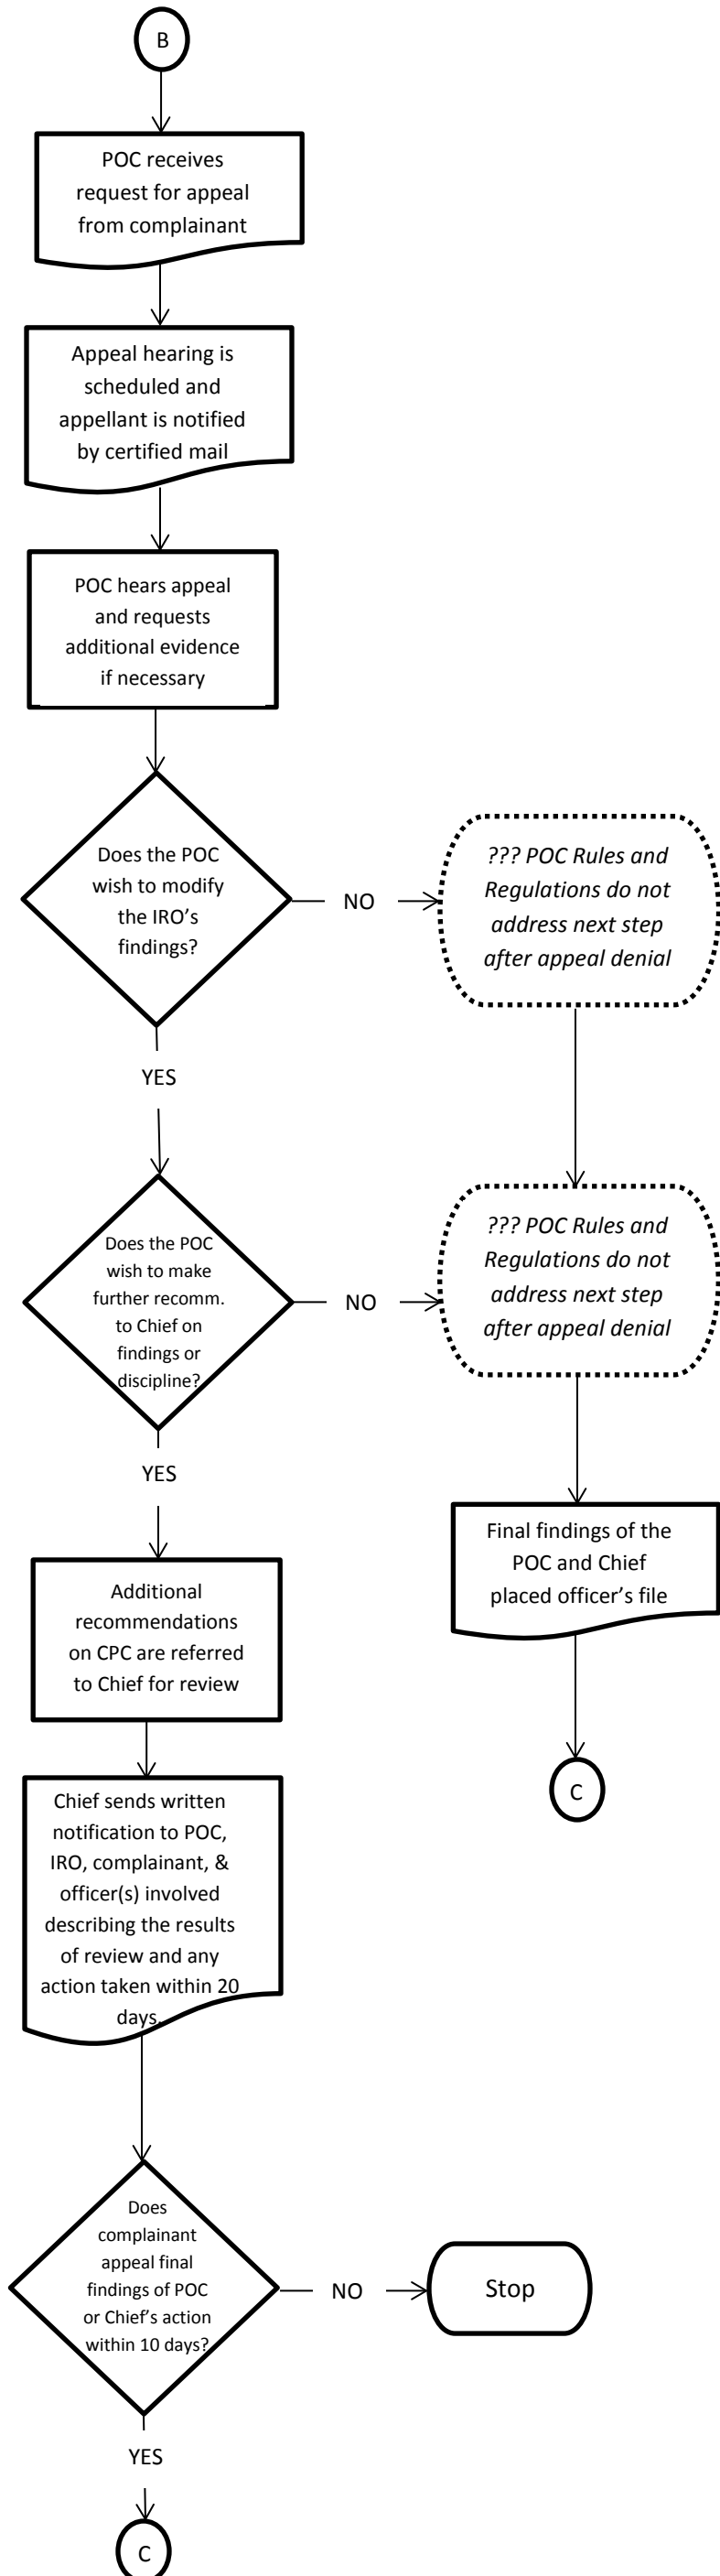 B
POC receives
request for appeal
from complainant
Appeal hearing is
scheduled and
appellant is notified
by certified mail
POC hears appeal
and requests
additional evidence
if necessary
Does the POC
wish to modify
the IRO’s
findings?
NO
??? POC Rules and
Regulations do not
address next step
after appeal denial
YES
Does the POC
wish to make
further recomm.
to Chief on
findings or
discipline?
NO
??? POC Rules and
Regulations do not
address next step
after appeal denial
YES
Final findings of the
POC and Chief
placed officer’s file
C
Additional
recommendations
on CPC are referred
to Chief for review
Chief sends written
notification to POC,
IRO, complainant, &
officer(s) involved
describing the results
of review and any
action taken within 20
days.
Does
complainant
appeal final
findings of POC
or Chief’s action
within 10 days?
NO
Stop
YES
C